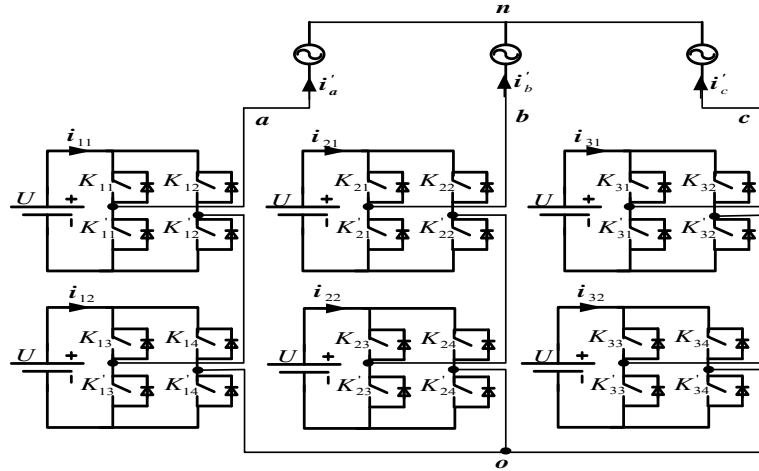 n
i'a i'b i'c
a b c
i11 i21 i31
K11 K12 K21 K22 K31 K32
U + - U + - U + -
K'11 K'12 K'21 K'22 K'31 K'32
i12 i22 i32
K13 K14 K23 K24 K33 K34
U + - U + - U + -
K'13 K'14 K'23 K'24 K'33 K'34
o